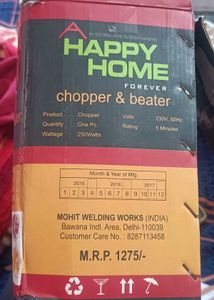 An ISO 9001:2008 Certified Company
HAPPY
HOME
FOREVER
chopper & beater
Product : Chopper
Volts : 230V, 50Hz
Quantity : One Pc.
Rating : 5 Minutes
Wattage : 250Watts
Month & Year of Mfg.
2015 2016 2017
1 2 3 4 5 6 7 8 9 10 11 12
MOHIT WELDING WORKS (INDIA)
Bawana Indl. Area, Delhi-110039
Customer Care No. : 8287113458
M.R.P. 1275/-